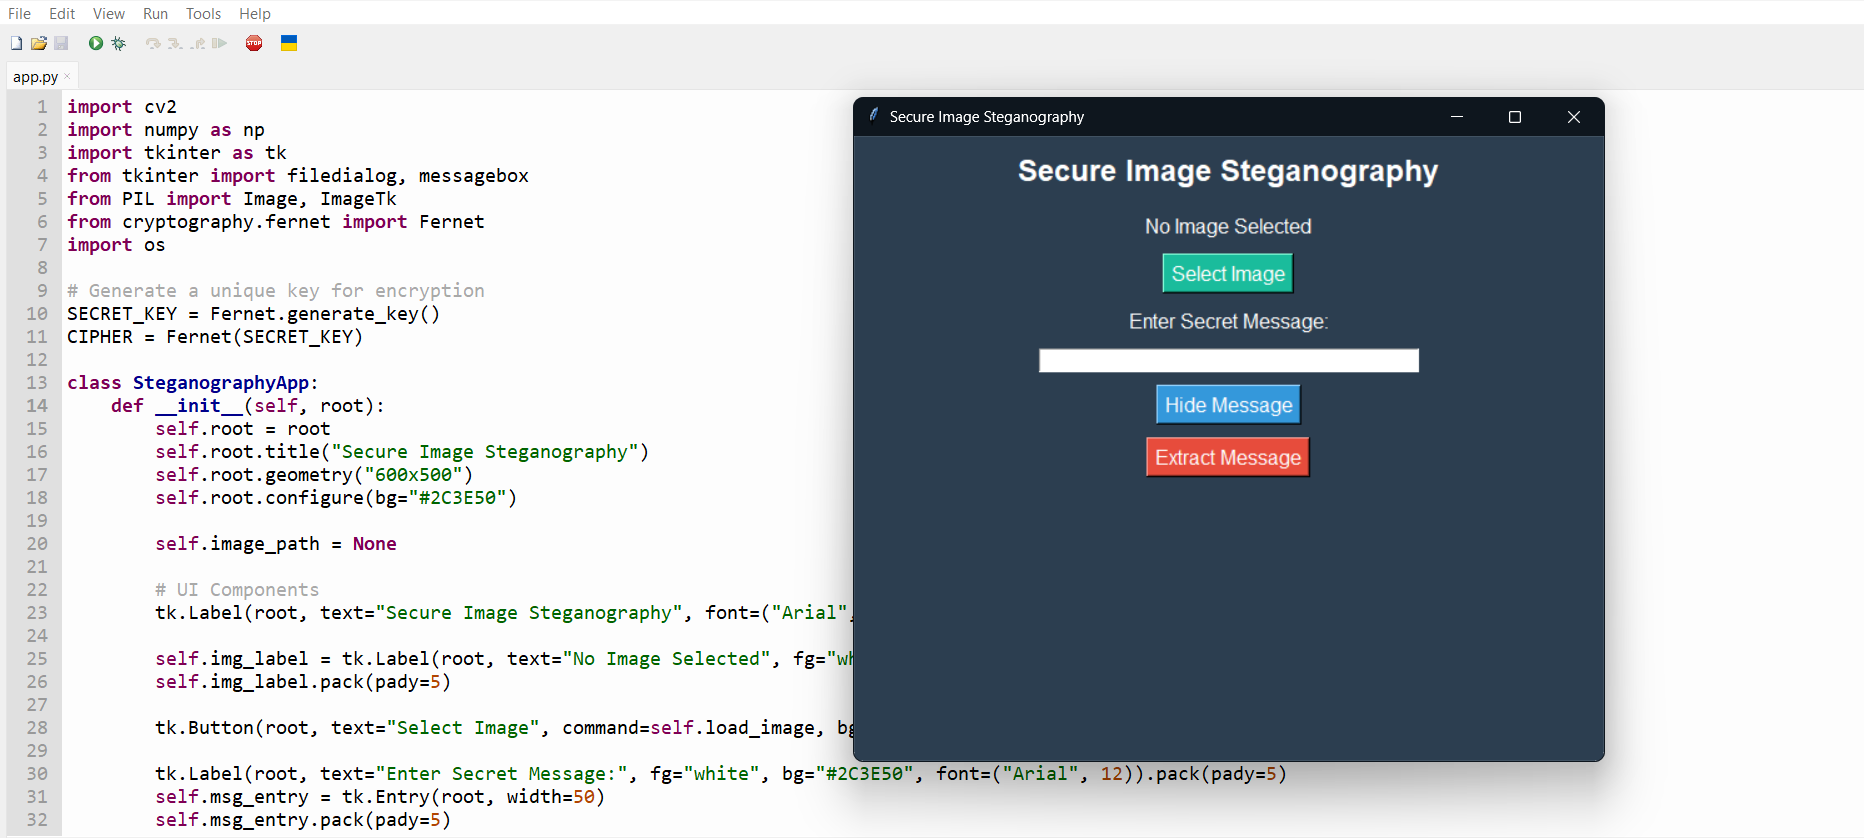 File Edit View Run Tools Help
STOP
app.py ×
1 import cv2
2 import numpy as np
3 import tkinter as tk
4 from tkinter import filedialog, messagebox
5 from PIL import Image, ImageTk
6 from cryptography.fernet import Fernet
7 import os
8
9 # Generate a unique key for encryption
10 SECRET_KEY = Fernet.generate_key()
11 CIPHER = Fernet(SECRET_KEY)
12
13 class SteganographyApp:
14     def __init__(self, root):
15         self.root = root
16         self.root.title("Secure Image Steganography")
17         self.root.geometry("600x500")
18         self.root.configure(bg="#2C3E50")
19
20         self.image_path = None
21
22         # UI Components
23         tk.Label(root, text="Secure Image Steganography", font=("Arial",
24
25         self.img_label = tk.Label(root, text="No Image Selected", fg="wh
26         self.img_label.pack(pady=5)
27
28         tk.Button(root, text="Select Image", command=self.load_image, bg
29
30         tk.Label(root, text="Enter Secret Message:", fg="white", bg="#2C3E50", font=("Arial", 12)).pack(pady=5)
31         self.msg_entry = tk.Entry(root, width=50)
32         self.msg_entry.pack(pady=5)
Secure Image Steganography
Secure Image Steganography
No Image Selected
Select Image
Enter Secret Message:
Hide Message
Extract Message